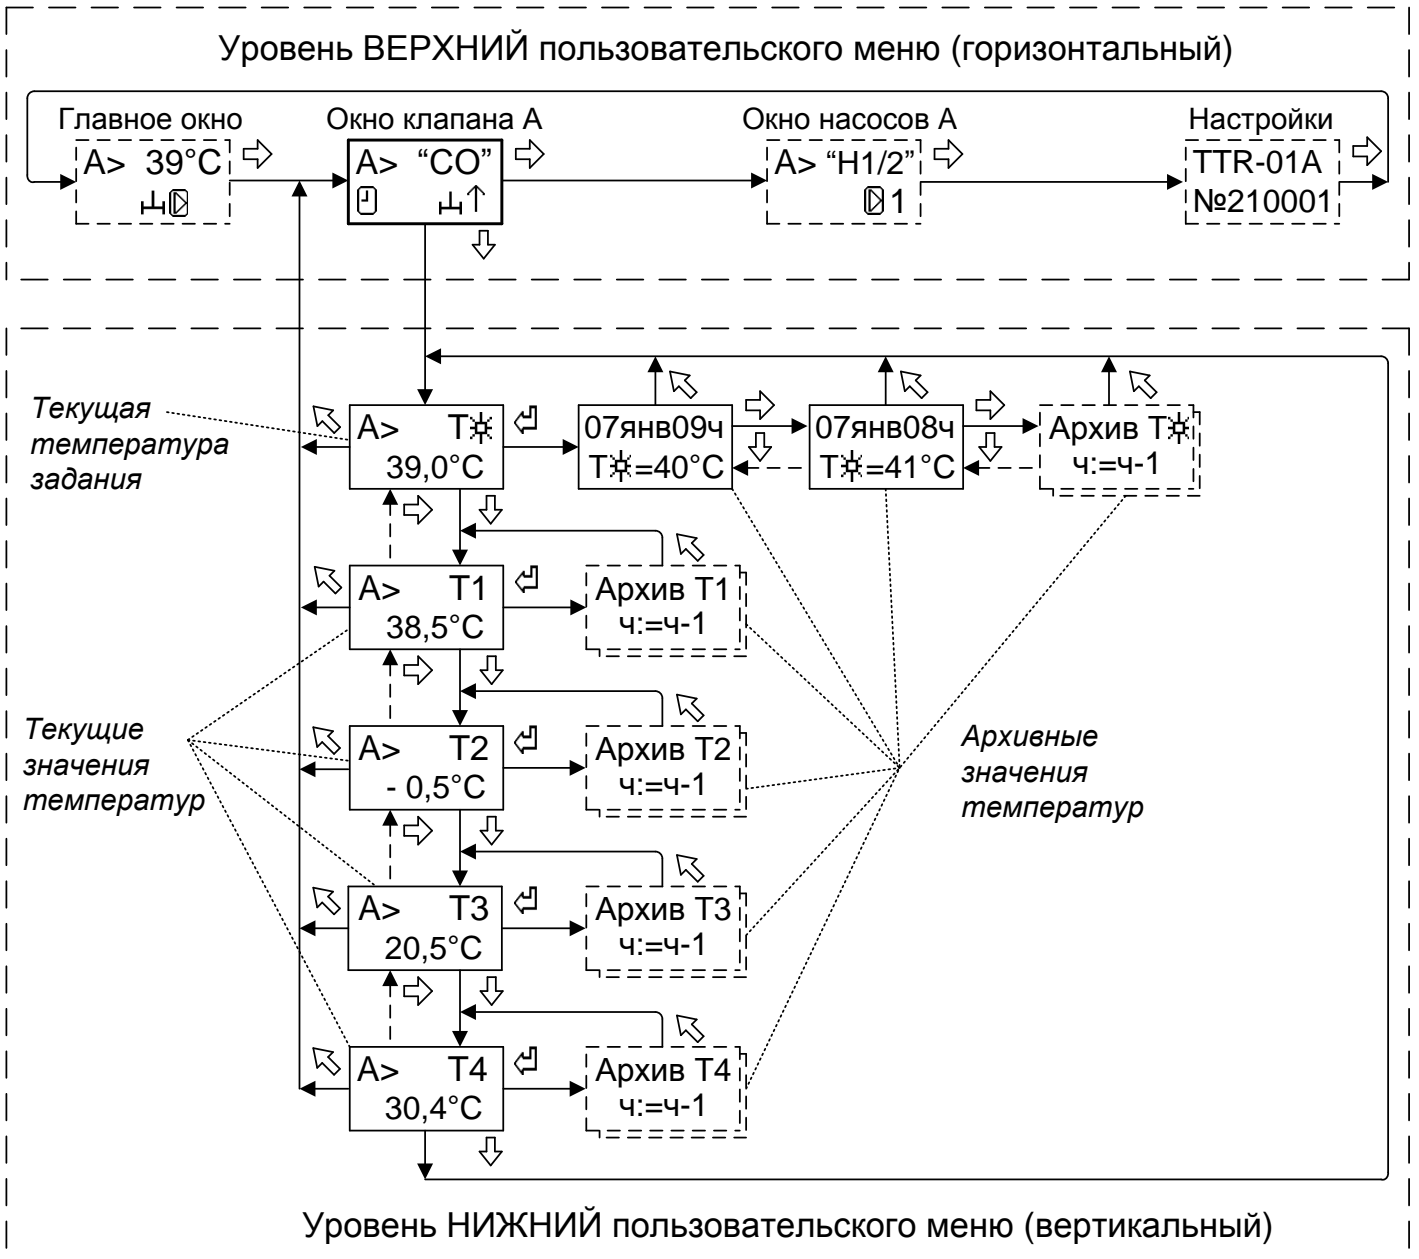 Уровень ВЕРХНИЙ пользовательского меню (горизонтальный)
Главное окно
Окно клапана А
Окно насосов А
Настройки
А> 39°C
А> “СО”
А> “Н1/2”
1
TTR-01A
№210001
Текущая
температура
задания
А> Т☼
39,0°C
07янв09ч
Т☼=40°C
07янв08ч
Т☼=41°C
Архив Т☼
ч:=ч-1
А> Т1
38,5°C
Архив Т1
ч:=ч-1
Текущие
значения
температур
А> Т2
- 0,5°C
Архив Т2
ч:=ч-1
Архивные
значения
температур
А> Т3
20,5°C
Архив Т3
ч:=ч-1
А> Т4
30,4°C
Архив Т4
ч:=ч-1
Уровень НИЖНИЙ пользовательского меню (вертикальный)